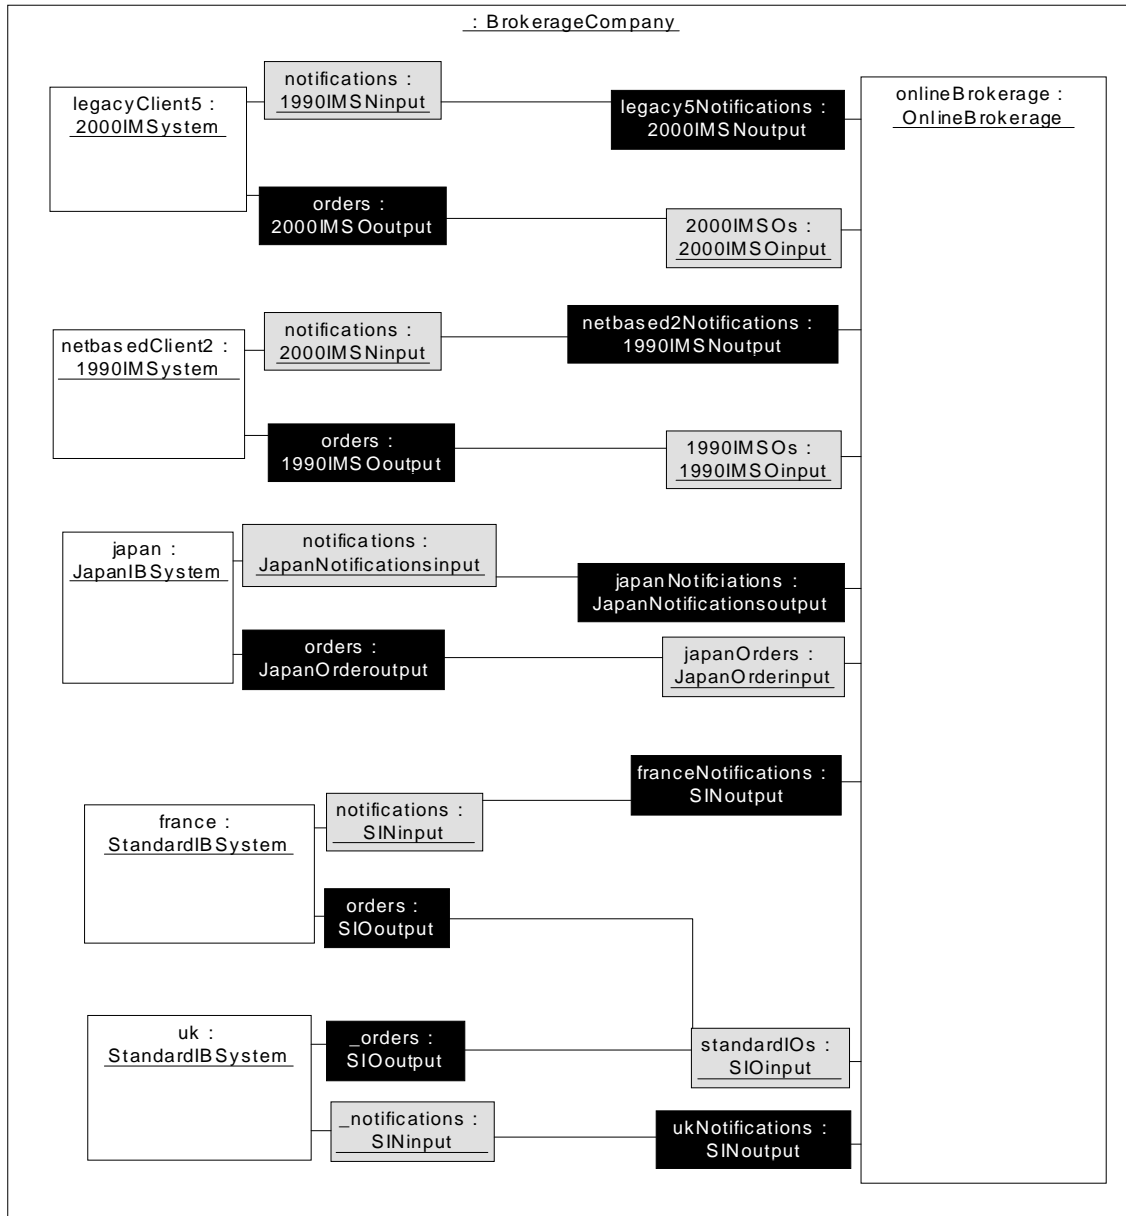 : BrokerageCompany
notifications :
1990IMSNinput
legacyClient5 :
2000IMSystem
legacy5Notifications :
2000IMSNoutput
onlineBrokerage :
OnlineBrokerage
orders :
2000IMSOoutput
2000IMSOs :
2000IMSOinput
notifications :
2000IMSNinput
netbasedClient2 :
1990IMSystem
netbased2Notifications :
1990IMSNoutput
orders :
1990IMSOoutput
1990IMSOs :
1990IMSOinput
notifications :
JapanNotificationsinput
japan :
JapanIBSystem
japanNotifciations :
JapanNotificationsoutput
orders :
JapanOrderoutput
japanOrders :
JapanOrderinput
franceNotifications :
SINoutput
notifications :
SINinput
france :
StandardIBSystem
orders :
SIOoutput
uk :
StandardIBSystem
_orders :
SIOoutput
standardIOs :
SIOinput
_notifications :
SINinput
ukNotifications :
SINoutput